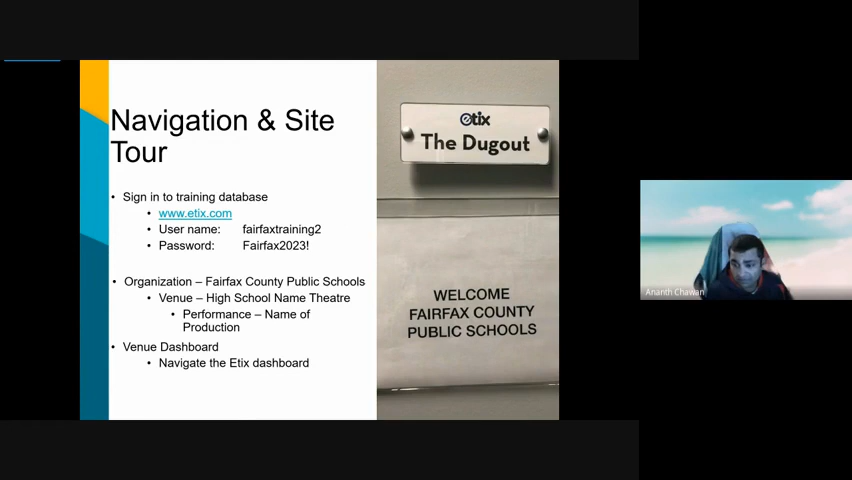 Navigation & Site
Tour
• Sign in to training database
• www.etix.com
• User name: fairfaxtraining2
• Password: Fairfax2023!
• Organization – Fairfax County Public Schools
• Venue – High School Name Theatre
• Performance – Name of
Production
• Venue Dashboard
• Navigate the Etix dashboard
etix
The Dugout
WELCOME
FAIRFAX COUNTY
PUBLIC SCHOOLS
Ananth Chawan